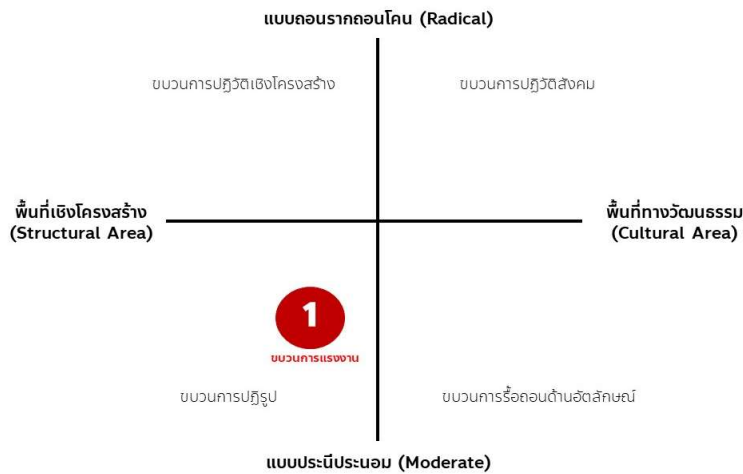 แบบถอนรากถอนโคน (Radical)
ขบวนการปฏิวัติเชิงโครงสร้าง
ขบวนการปฏิวัติสังคม
พื้นที่เชิงโครงสร้าง
(Structural Area)
พื้นที่ทางวัฒนธรรม
(Cultural Area)
1
ขบวนการแรงงาน
ขบวนการปฏิรูป
ขบวนการรื้อถอนด้านอัตลักษณ์
แบบประนีประนอม (Moderate)